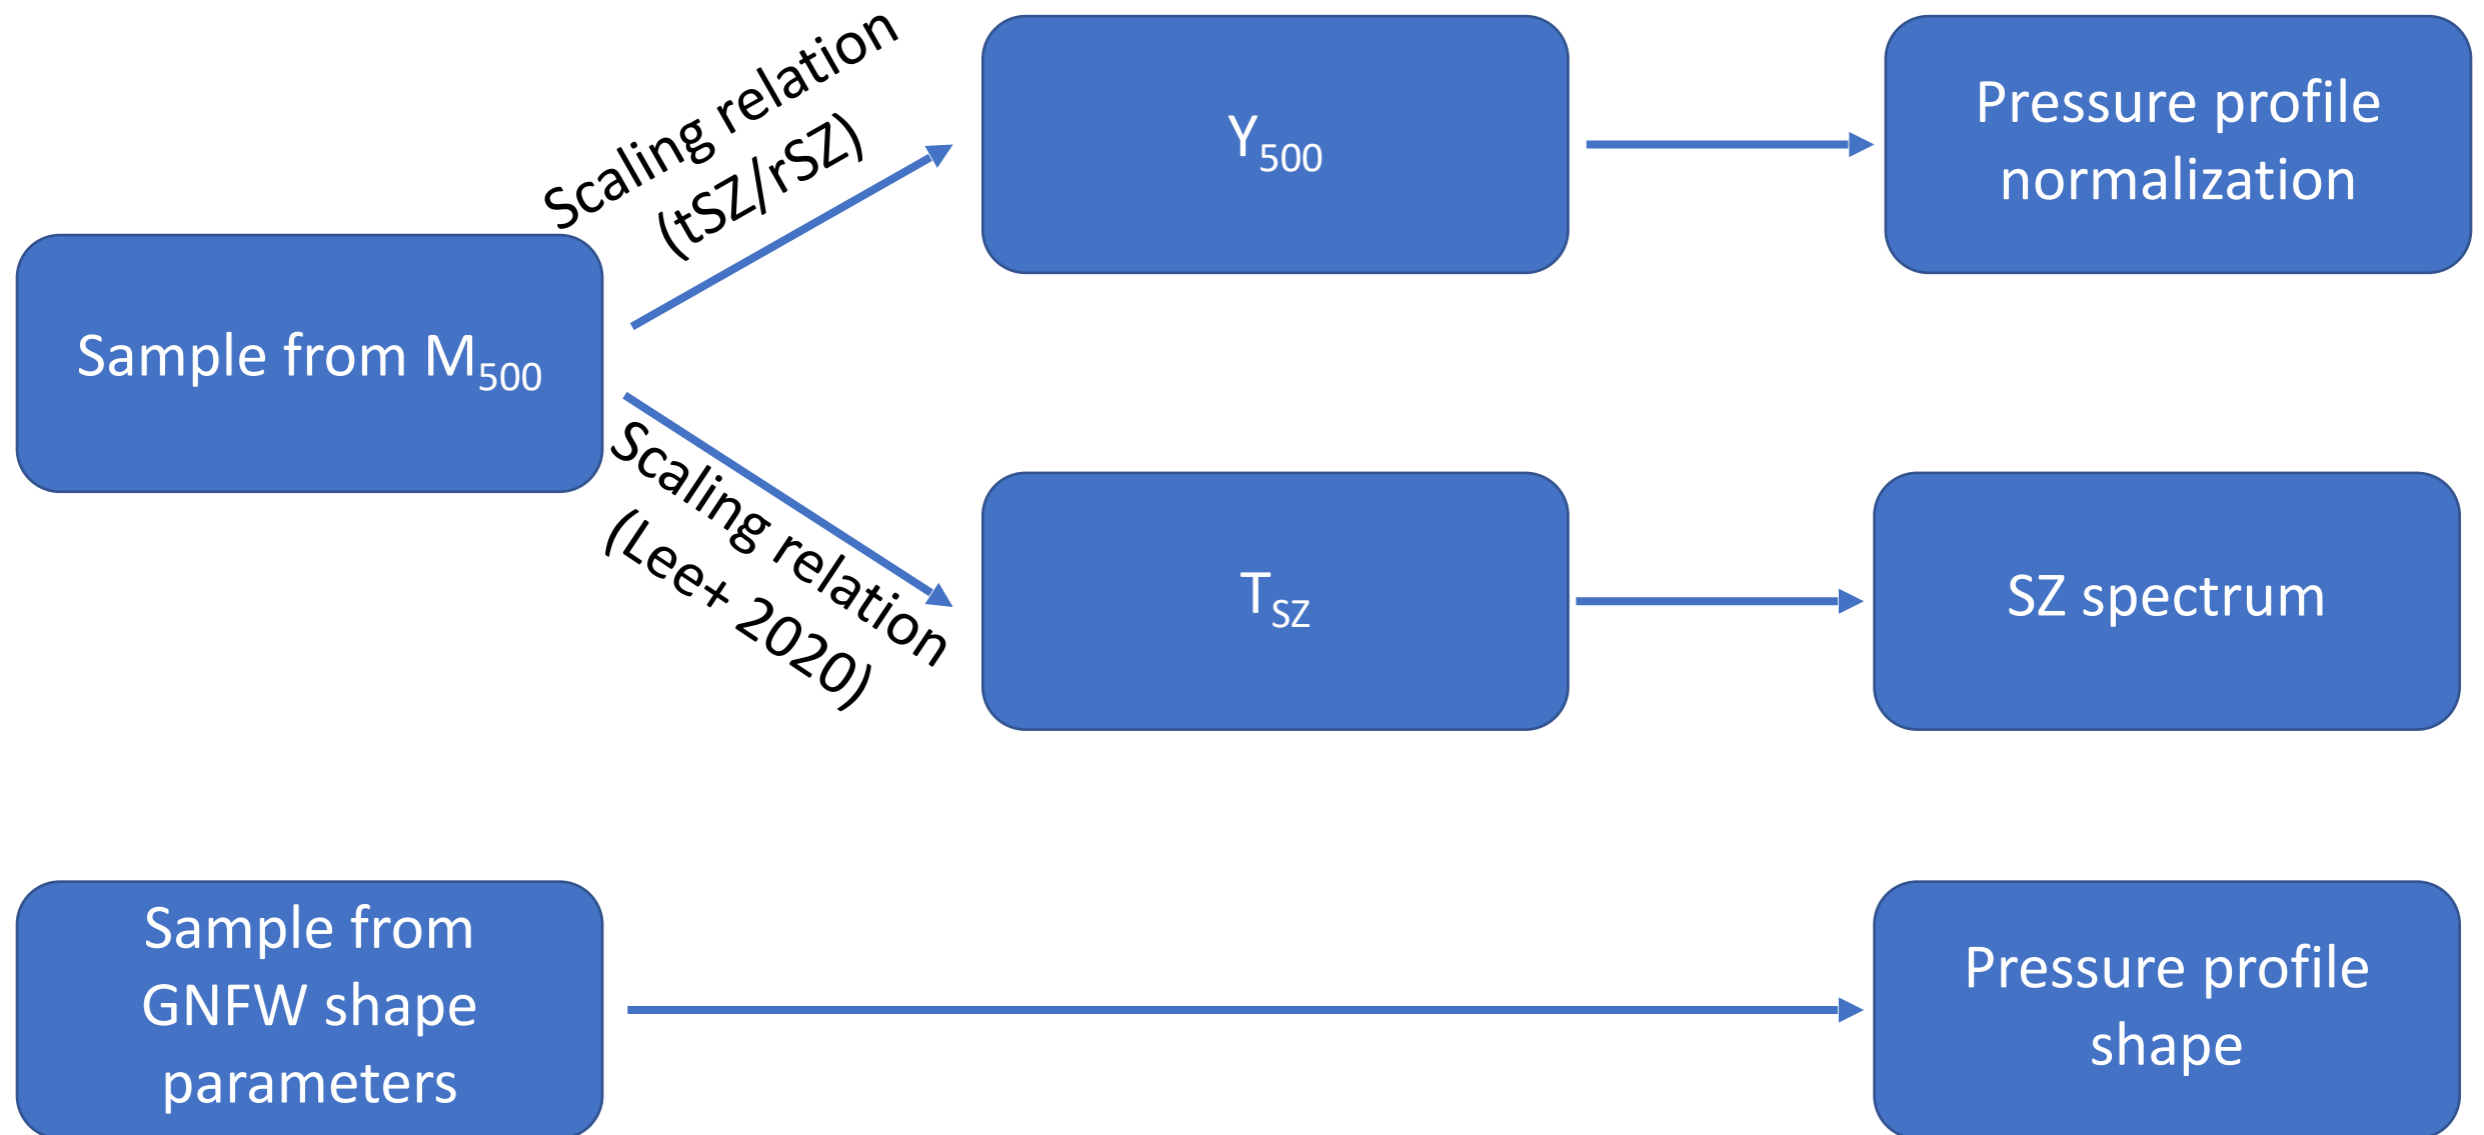 Scaling relation
(tSZ/rSZ)
Y500
Pressure profile
normalization
Sample from M500
Scaling relation
(Lee+ 2020)
TSZ
SZ spectrum
Sample from
GNFW shape
parameters
Pressure profile
shape